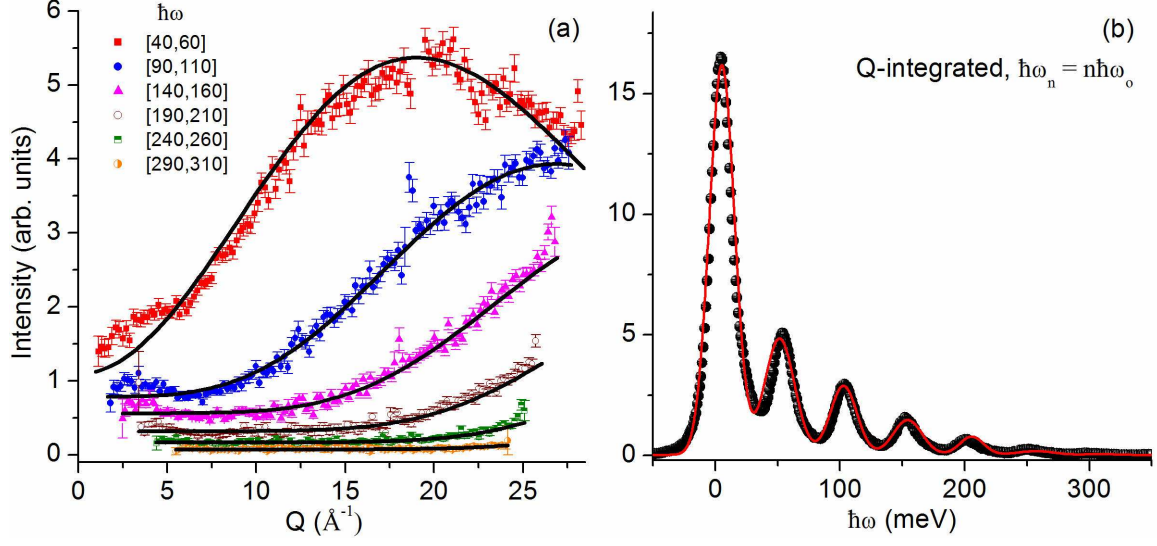 (a)
ħω
[40,60]
[90,110]
[140,160]
[190,210]
[240,260]
[290,310]
Intensity (arb. units)
6
5
4
3
2
1
0
0 5 10 15 20 25
Q (Å⁻¹)
(b)
Q-integrated, ħωₙ = nħωₒ
15
10
5
0
0 100 200 300
ħω (meV)